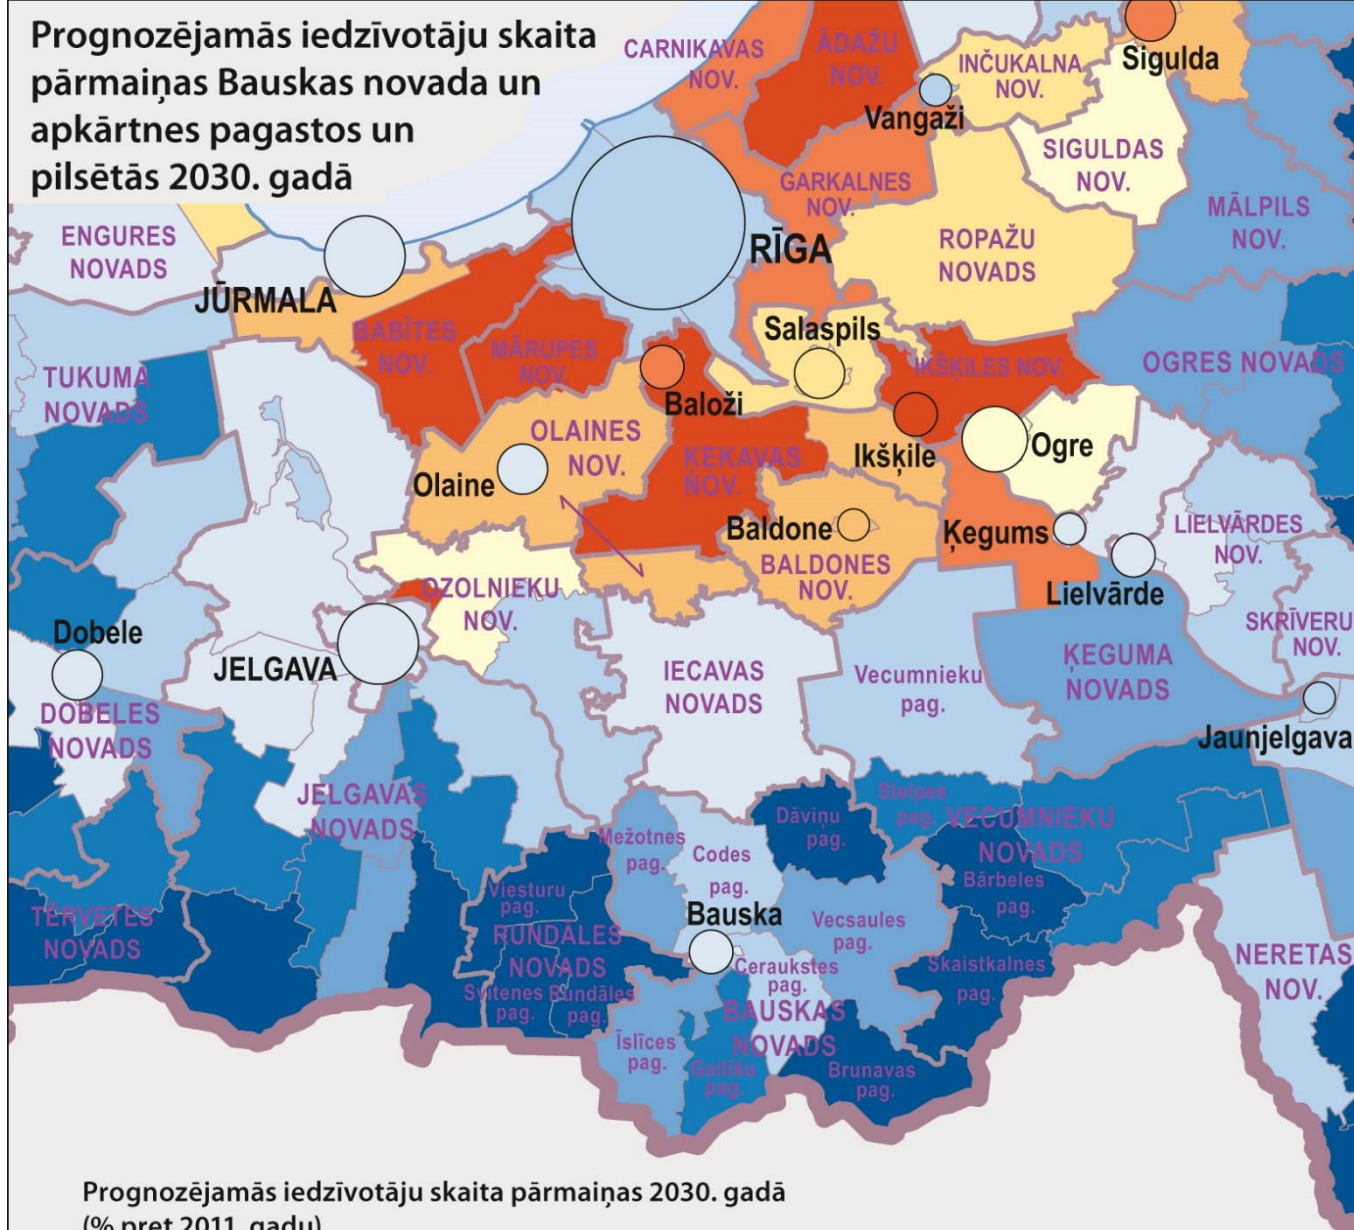 Prognozējamās iedzīvotāju skaita
pārmaiņas Bauskas novada un
apkārtnes pagastos un
pilsētās 2030. gadā
CARNIKAVAS
NOV.
ĀDAŽU
NOV.
INČUKALNA
NOV.
Sigulda
Vangaži
SIGULDAS
NOV.
GARKALNES
NOV.
MĀLPILS
NOV.
ENGURES
NOVADS
RĪGA
ROPAŽU
NOVADS
JŪRMALA
BABĪTES
NOV.
MĀRUPES
NOV.
Salaspils
IKŠĶILES NOV.
OGRES NOVADS
TUKUMA
NOVADS
Baloži
OLAINES
NOV.
Ikšķile
Ogre
ĶEKAVAS
NOV.
Olaine
Baldone
BALDONES
NOV.
Ķegums
LIELVĀRDES
NOV.
Lielvārde
OZOLNIEKU
NOV.
SKRĪVERU
NOV.
Dobele
JELGAVA
IECAVAS
NOVADS
Vecumnieku
pag.
ĶEGUMA
NOVADS
DOBELES
NOVADS
Jaunjelgava
JELGAVAS
NOVADS
Stelpes
pag.
VECUMNIEKU
NOVADS
Dāviņu
pag.
Mežotnes
pag.
Codes
pag.
Bārbeles
pag.
Viesturu
pag.
Bauska
Vecsaules
pag.
TĒRVETES
NOVADS
RUNDĀLES
NOVADS
Ceraukstes
pag.
Skaistkalnes
pag.
NERETAS
NOV.
Svitenes
pag.
Rundāles
pag.
BAUSKAS
NOVADS
Īslīces
pag.
Gailīšu
pag.
Brunavas
pag.
Prognozējamās iedzīvotāju skaita pārmaiņas 2030. gadā
(% pret 2011. gadu)